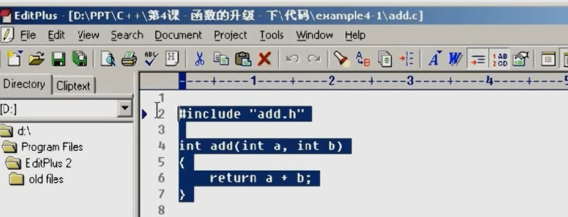 EditPlus - [D:\PPT\C++\第4课 - 函数的升级 - 下\代码\example4-1\add.c]
File Edit View Search Document Project Tools Window Help
Directory Cliptext
----+----1----+----2----+----3----+----4----+----5
[D:]
d:\
Program Files
EditPlus 2
old files
1
2 #include "add.h"
3
4 int add(int a, int b)
5 {
6 return a + b;
7 }
8